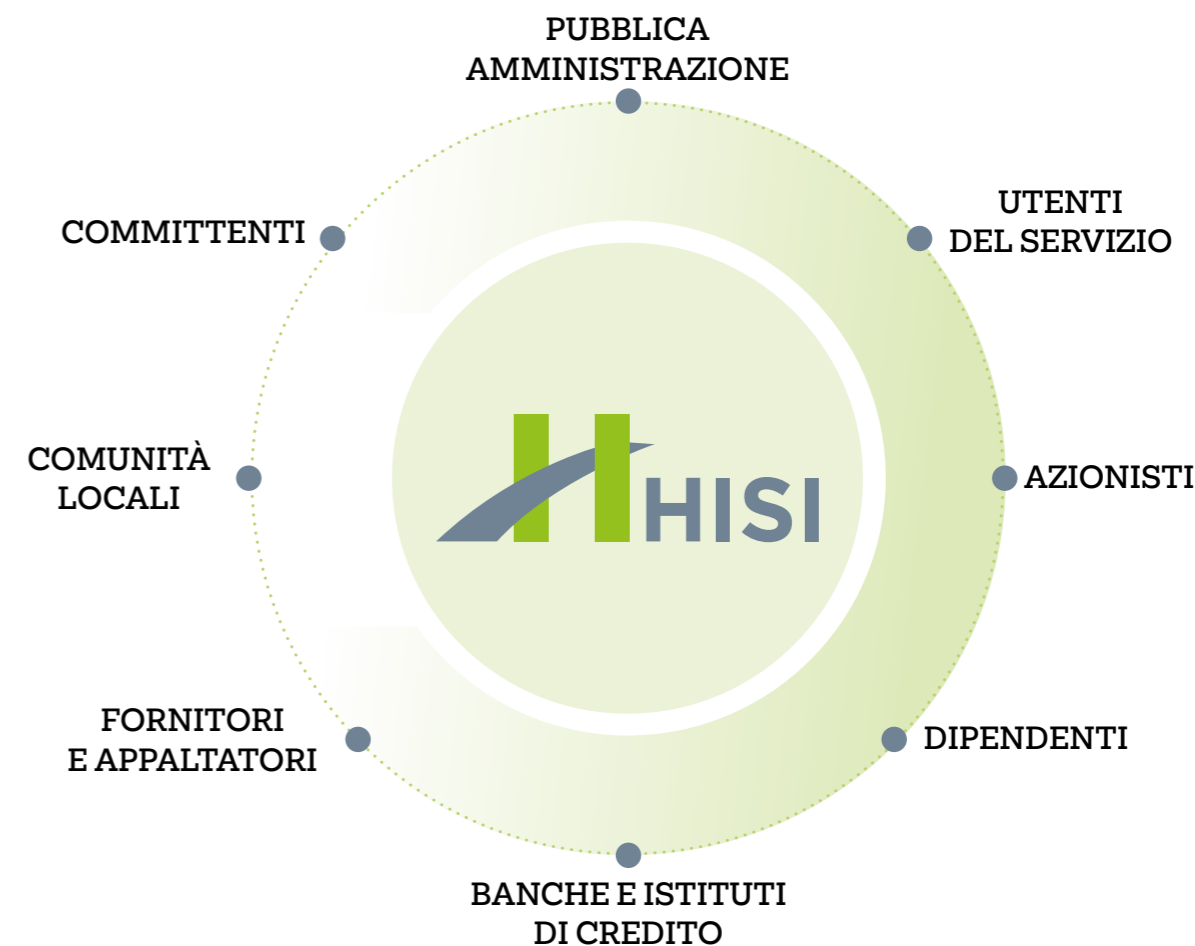 PUBBLICA
AMMINISTRAZIONE
UTENTI
DEL SERVIZIO
AZIONISTI
DIPENDENTI
BANCHE E ISTITUTI
DI CREDITO
FORNITORI
E APPALTATORI
COMUNITÀ
LOCALI
COMMITTENTI
HISI